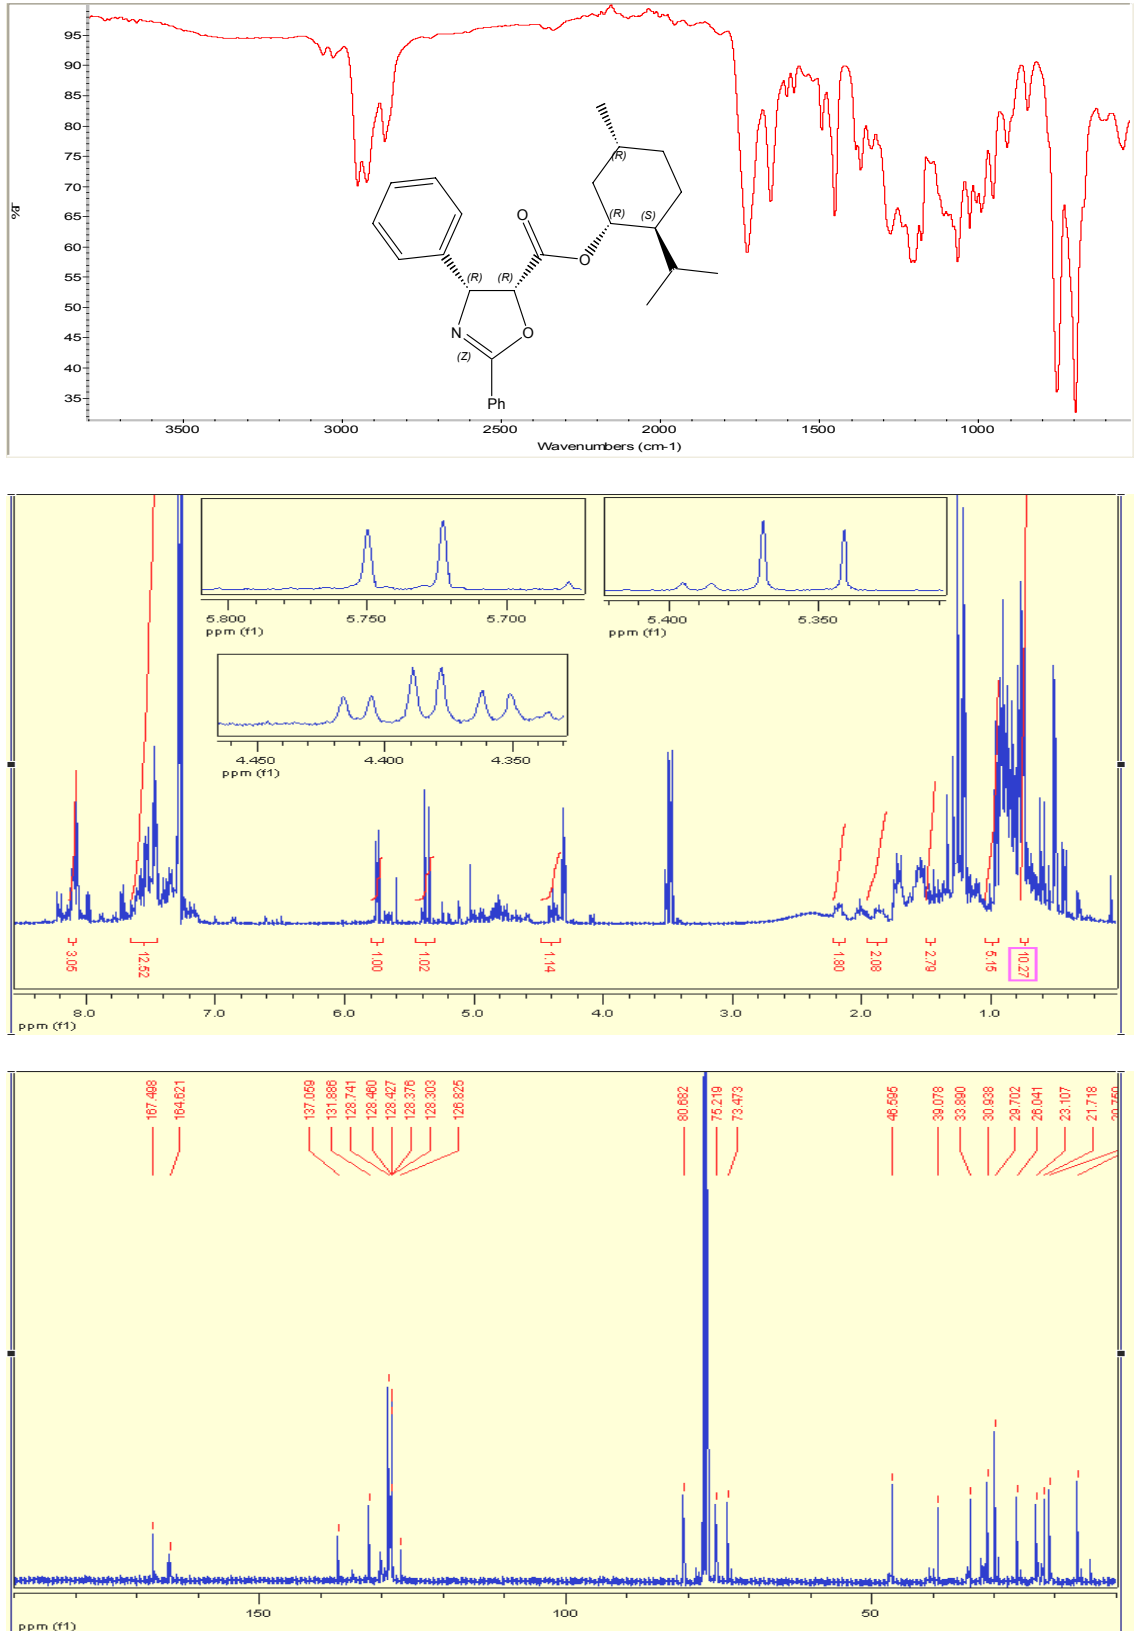 95
90
85
80
75
70
65
60
55
50
45
40
35
%T
3500 3000 2500 2000 1500 1000
Wavenumbers (cm-1)
(R)
(R) (S)
O
O
(R) (R)
N O
(Z)
Ph
5.800 5.750 5.700
ppm (f1)
5.400 5.350
ppm (f1)
4.450 4.400 4.350
ppm (f1)
3.06 12.52 1.00 1.02 1.14 1.80 2.08 2.79 5.15 10.27
8.0 7.0 6.0 5.0 4.0 3.0 2.0 1.0
ppm (f1)
167.498 164.621 137.059 131.886 128.741 128.460 128.427 128.376 128.303 126.825 80.682 75.219 73.473 46.595 39.078 33.890 30.938 29.702 26.041 23.107 21.718
150 100 50
ppm (f1)